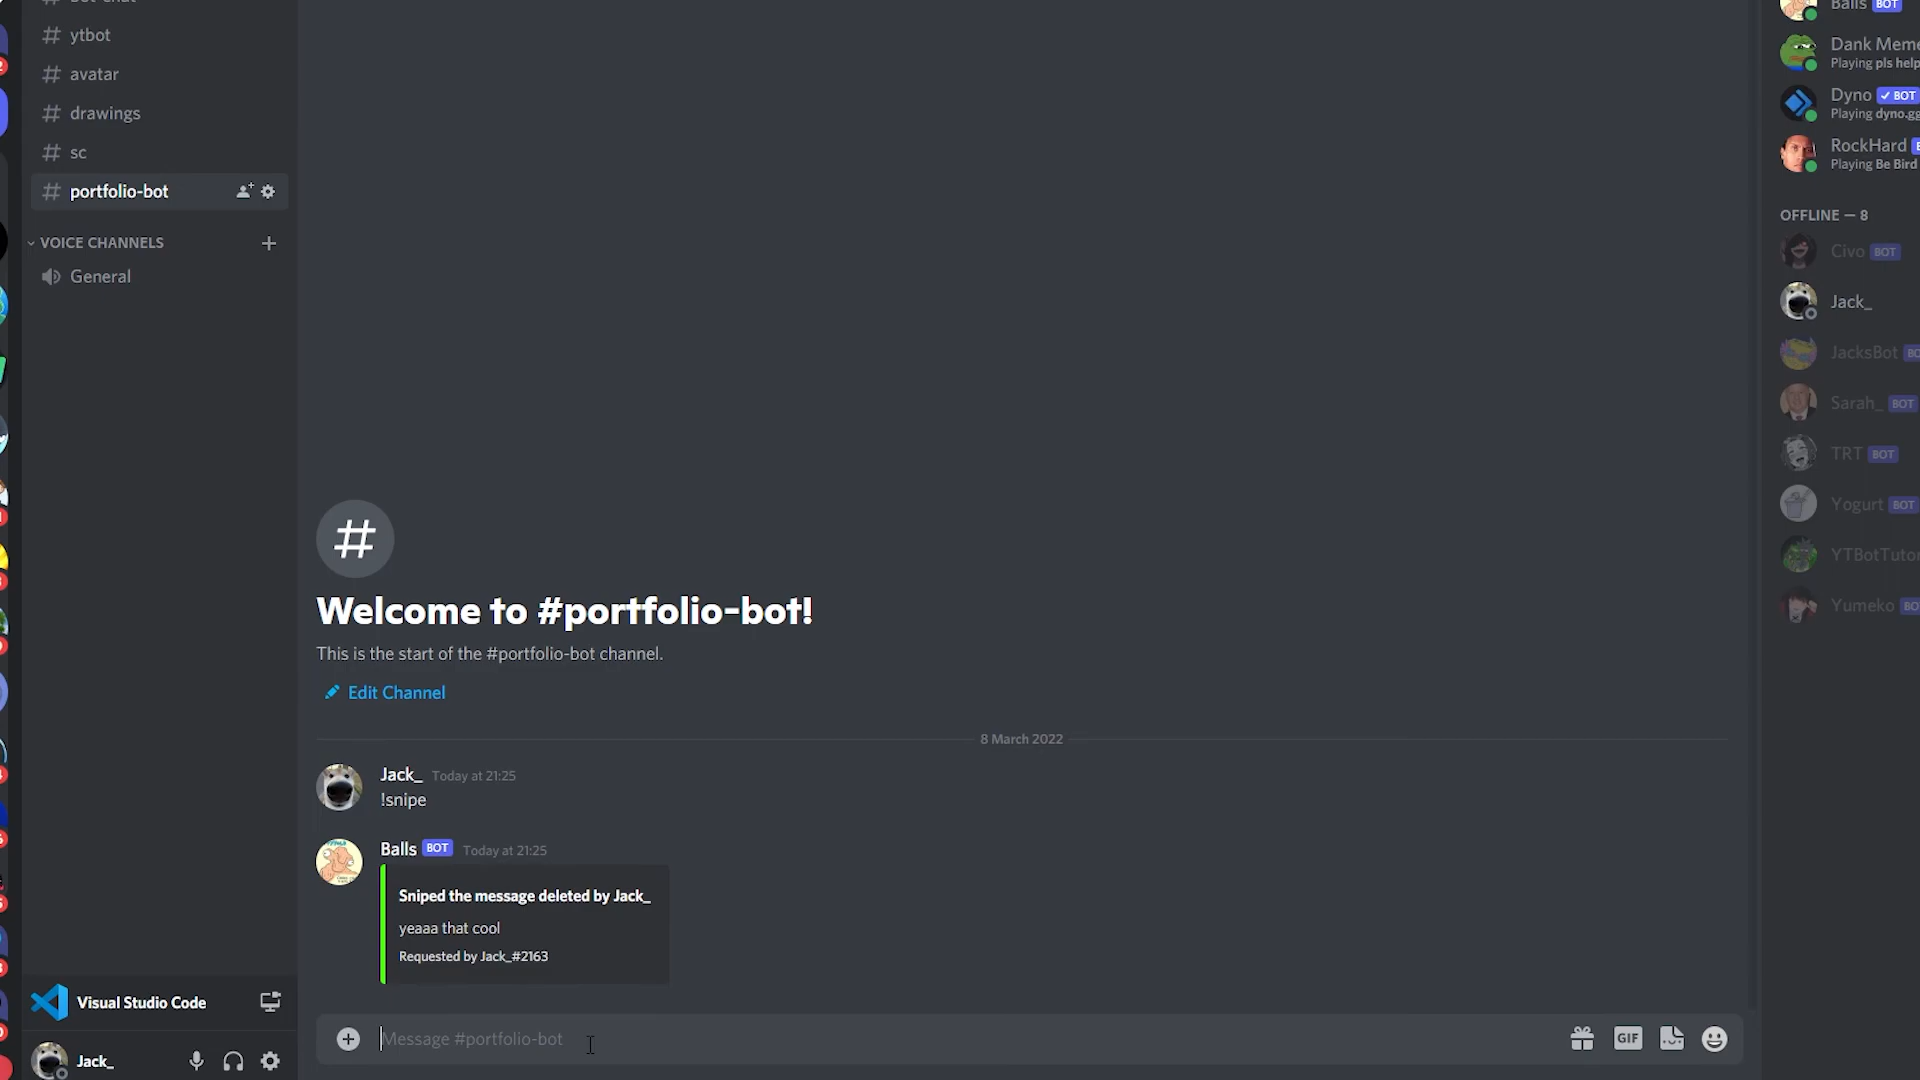 ytbot
avatar
drawings
sc
portfolio-bot
VOICE CHANNELS
General
Visual Studio Code
Jack_
Welcome to #portfolio-bot!
This is the start of the #portfolio-bot channel.
Edit Channel
8 March 2022
Jack_ Today at 21:25
!snipe
Balls BOT Today at 21:25
Sniped the message deleted by Jack_
yeaaa that cool
Requested by Jack_#2163
Message #portfolio-bot
GIF
Balls BOT
Dank Meme
Playing pls help
Dyno BOT
Playing dyno.gg
RockHard
Playing Be Bird
OFFLINE — 8
Civo BOT
Jack_
JacksBot
Sarah_ BOT
TRT BOT
Yogurt BOT
YTBotTutor
Yumeko